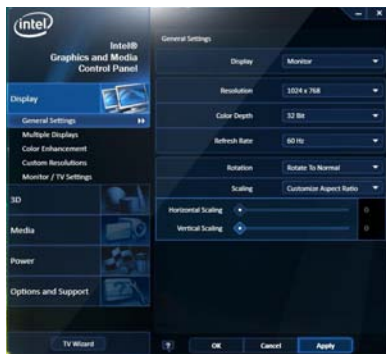 intel
Intel®
Graphics and Media
Control Panel
Display
General Settings
Multiple Displays
Color Enhancement
Custom Resolutions
Monitor / TV Settings
3D
Media
Power
Options and Support
TV Wizard
General Settings
Display Monitor
Resolution 1024 x 768
Color Depth 32 Bit
Refresh Rate 60 Hz
Rotation Rotate To Normal
Scaling Customize Aspect Ratio
Horizontal Scaling 0
Vertical Scaling 0
? OK Cancel Apply